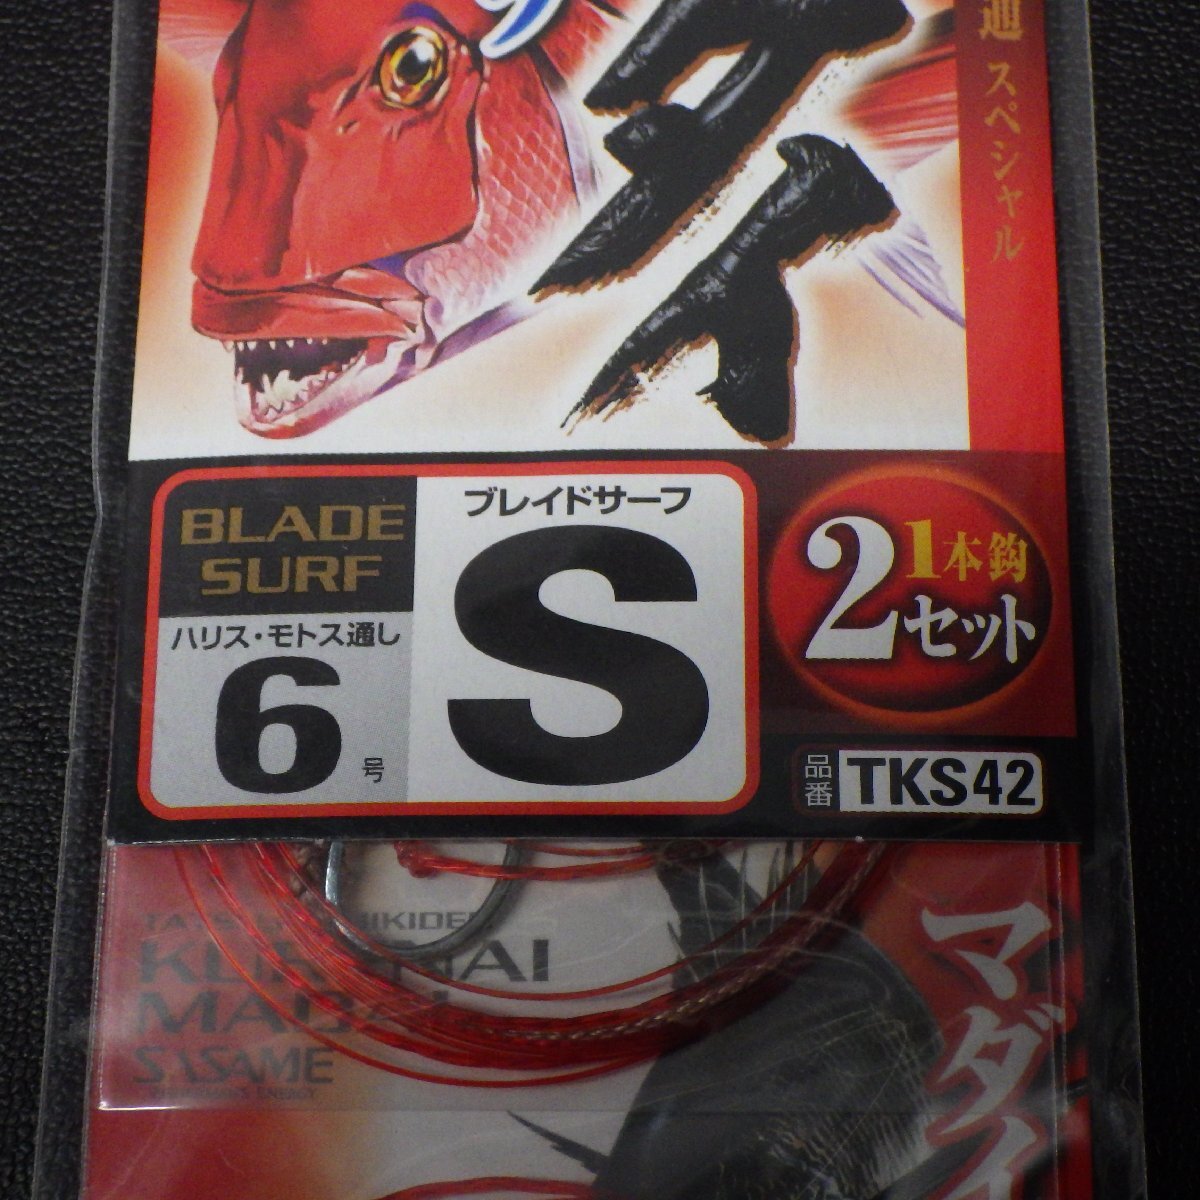 通 スペシャル
BLADE
SURF
ハリス・モトス通し
6号
ブレイドサーフ
S
1本鈎
2セット
品番
TKS42
MADAI
SASAME
マダイ